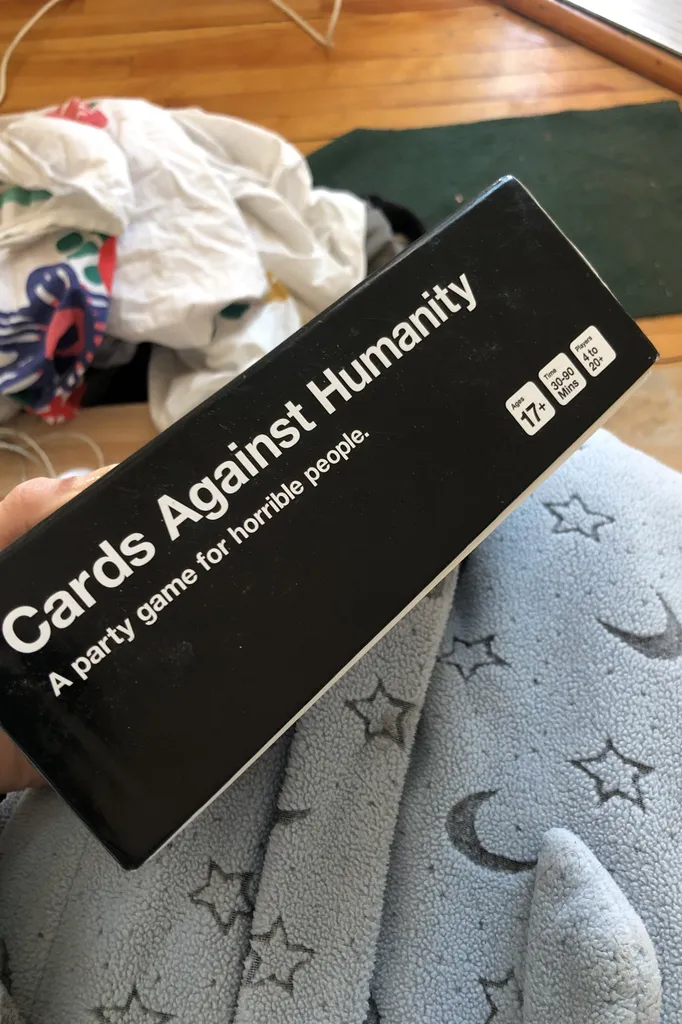 Cards Against Humanity
A party game for horrible people.
Ages
17+
Time
30-90
Mins
Players
4 to
20+